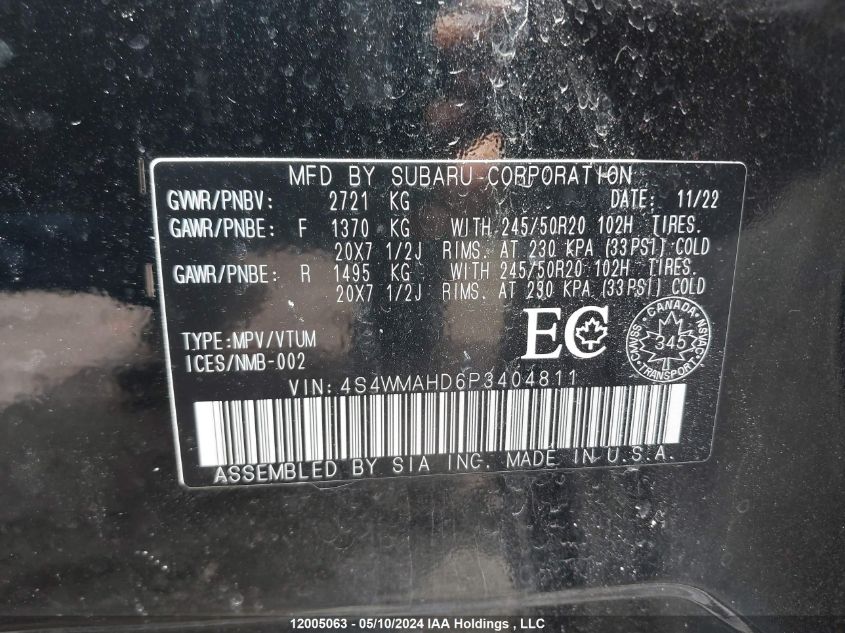 MFD BY SUBARU CORPORATION
GVWR/PNBV: 2721 KG DATE: 11/22
GAWR/PNBE: F 1370 KG WITH 245/50R20 102H TIRES.
20X7 1/2J RIMS. AT 230 KPA (33PSI) COLD
GAWR/PNBE: R 1495 KG WITH 245/50R20 102H TIRES.
20X7 1/2J RIMS. AT 230 KPA (33PSI) COLD
TYPE:MPV/VTUM
ICES/NMB-002
EC
CANADA
345
TRANSPORT
CMVSS
NSVAC
VIN:4S4WMAHD6P3404811
ASSEMBLED BY SIA INC. MADE IN U.S.A.
12005063 - 05/10/2024 IAA Holdings , LLC